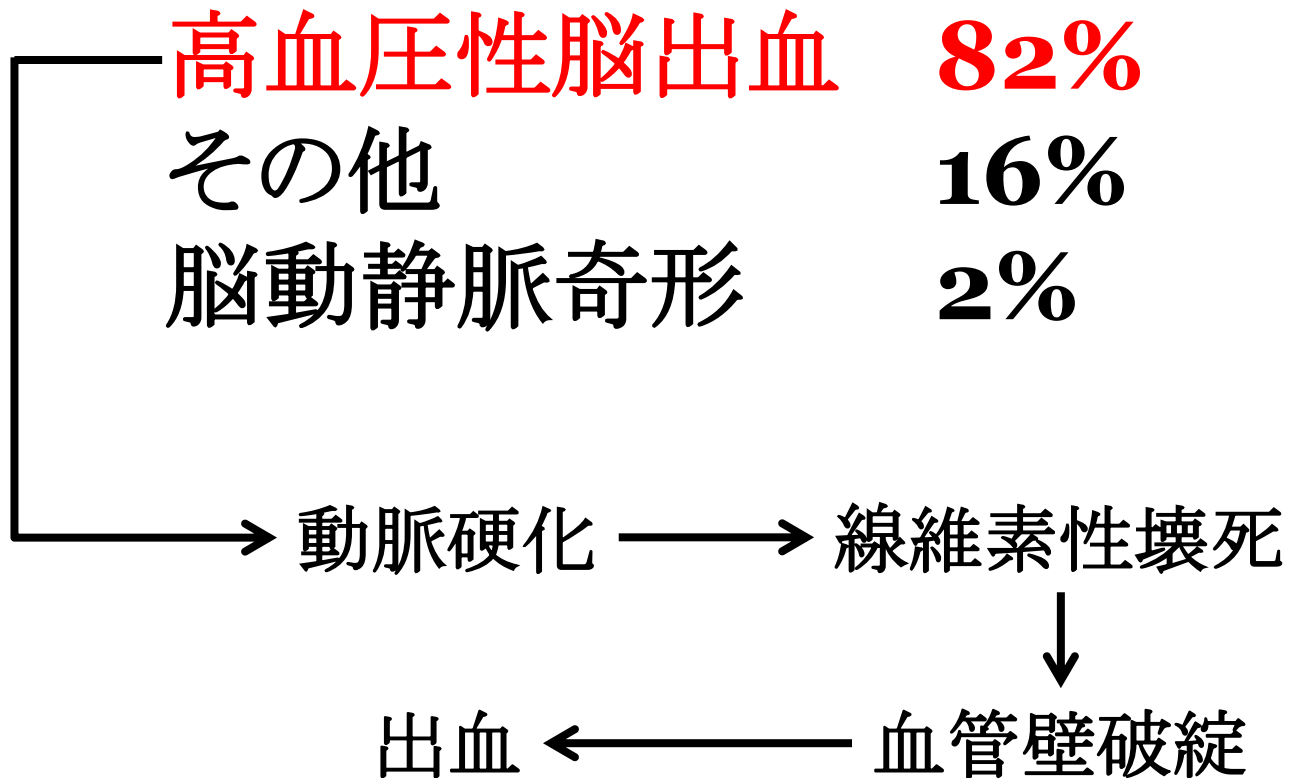 高血圧性脳出血 82%
その他 16%
脳動静脈奇形 2%
動脈硬化 線維素性壊死
出血 血管壁破綻